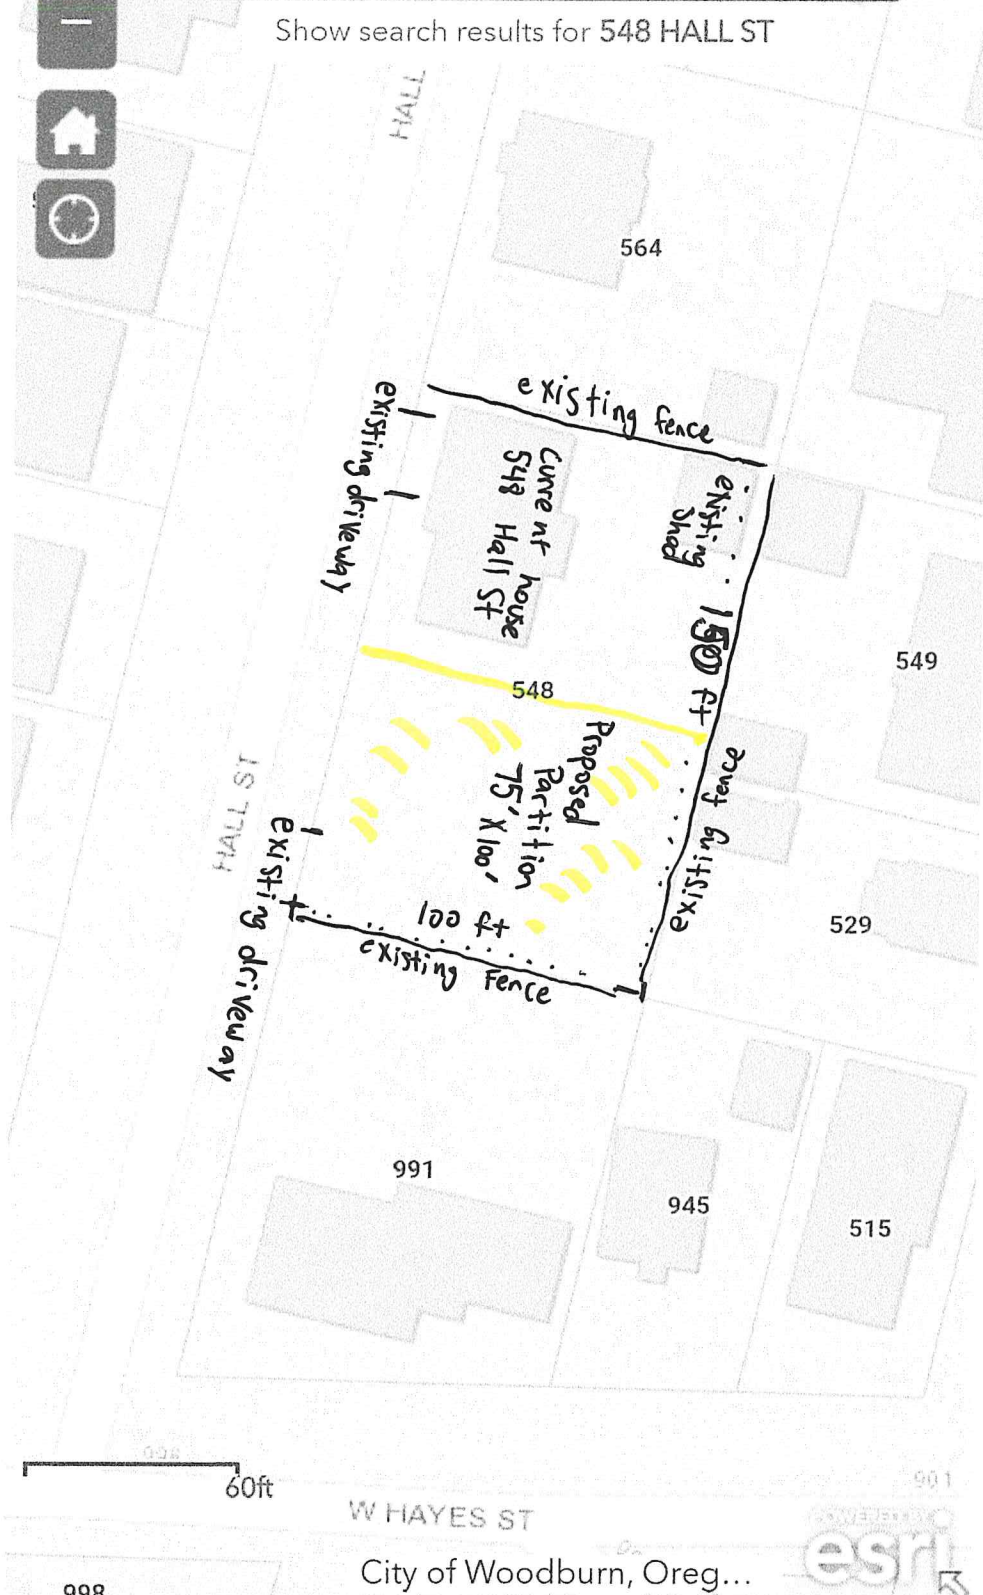 Show search results for 548 HALL ST
HALL
564
existing fence
existing driveway
Current house
548 Hall St
existing
Shed
150 ft
549
548
Proposed
Partition
75' X 100'
existing fence
HALL ST
existing driveway
100 ft
existing Fence
529
991
945
515
60ft
901
W HAYES ST
POWERED BY
esri
City of Woodburn, Oreg...
998